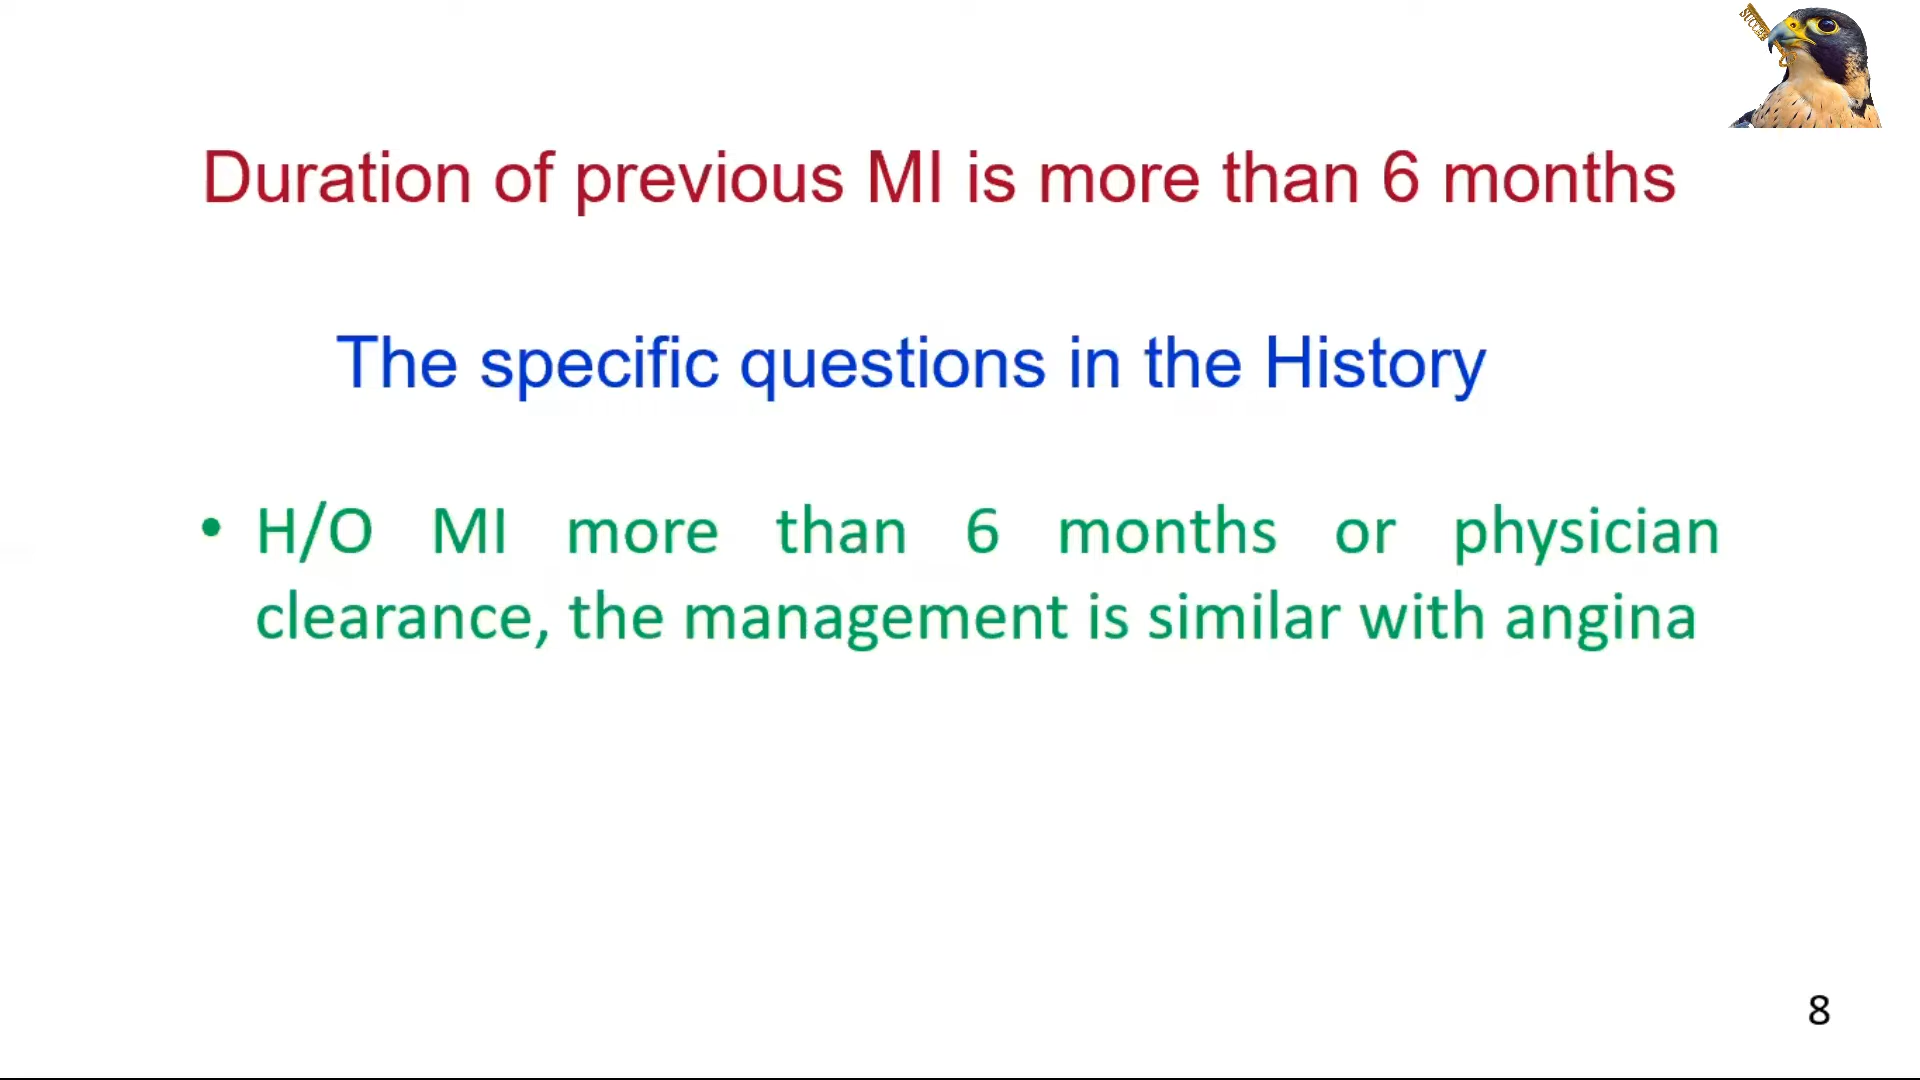 SUCCESS
Duration of previous MI is more than 6 months
The specific questions in the History
• H/O MI more than 6 months or physician
clearance, the management is similar with angina
8